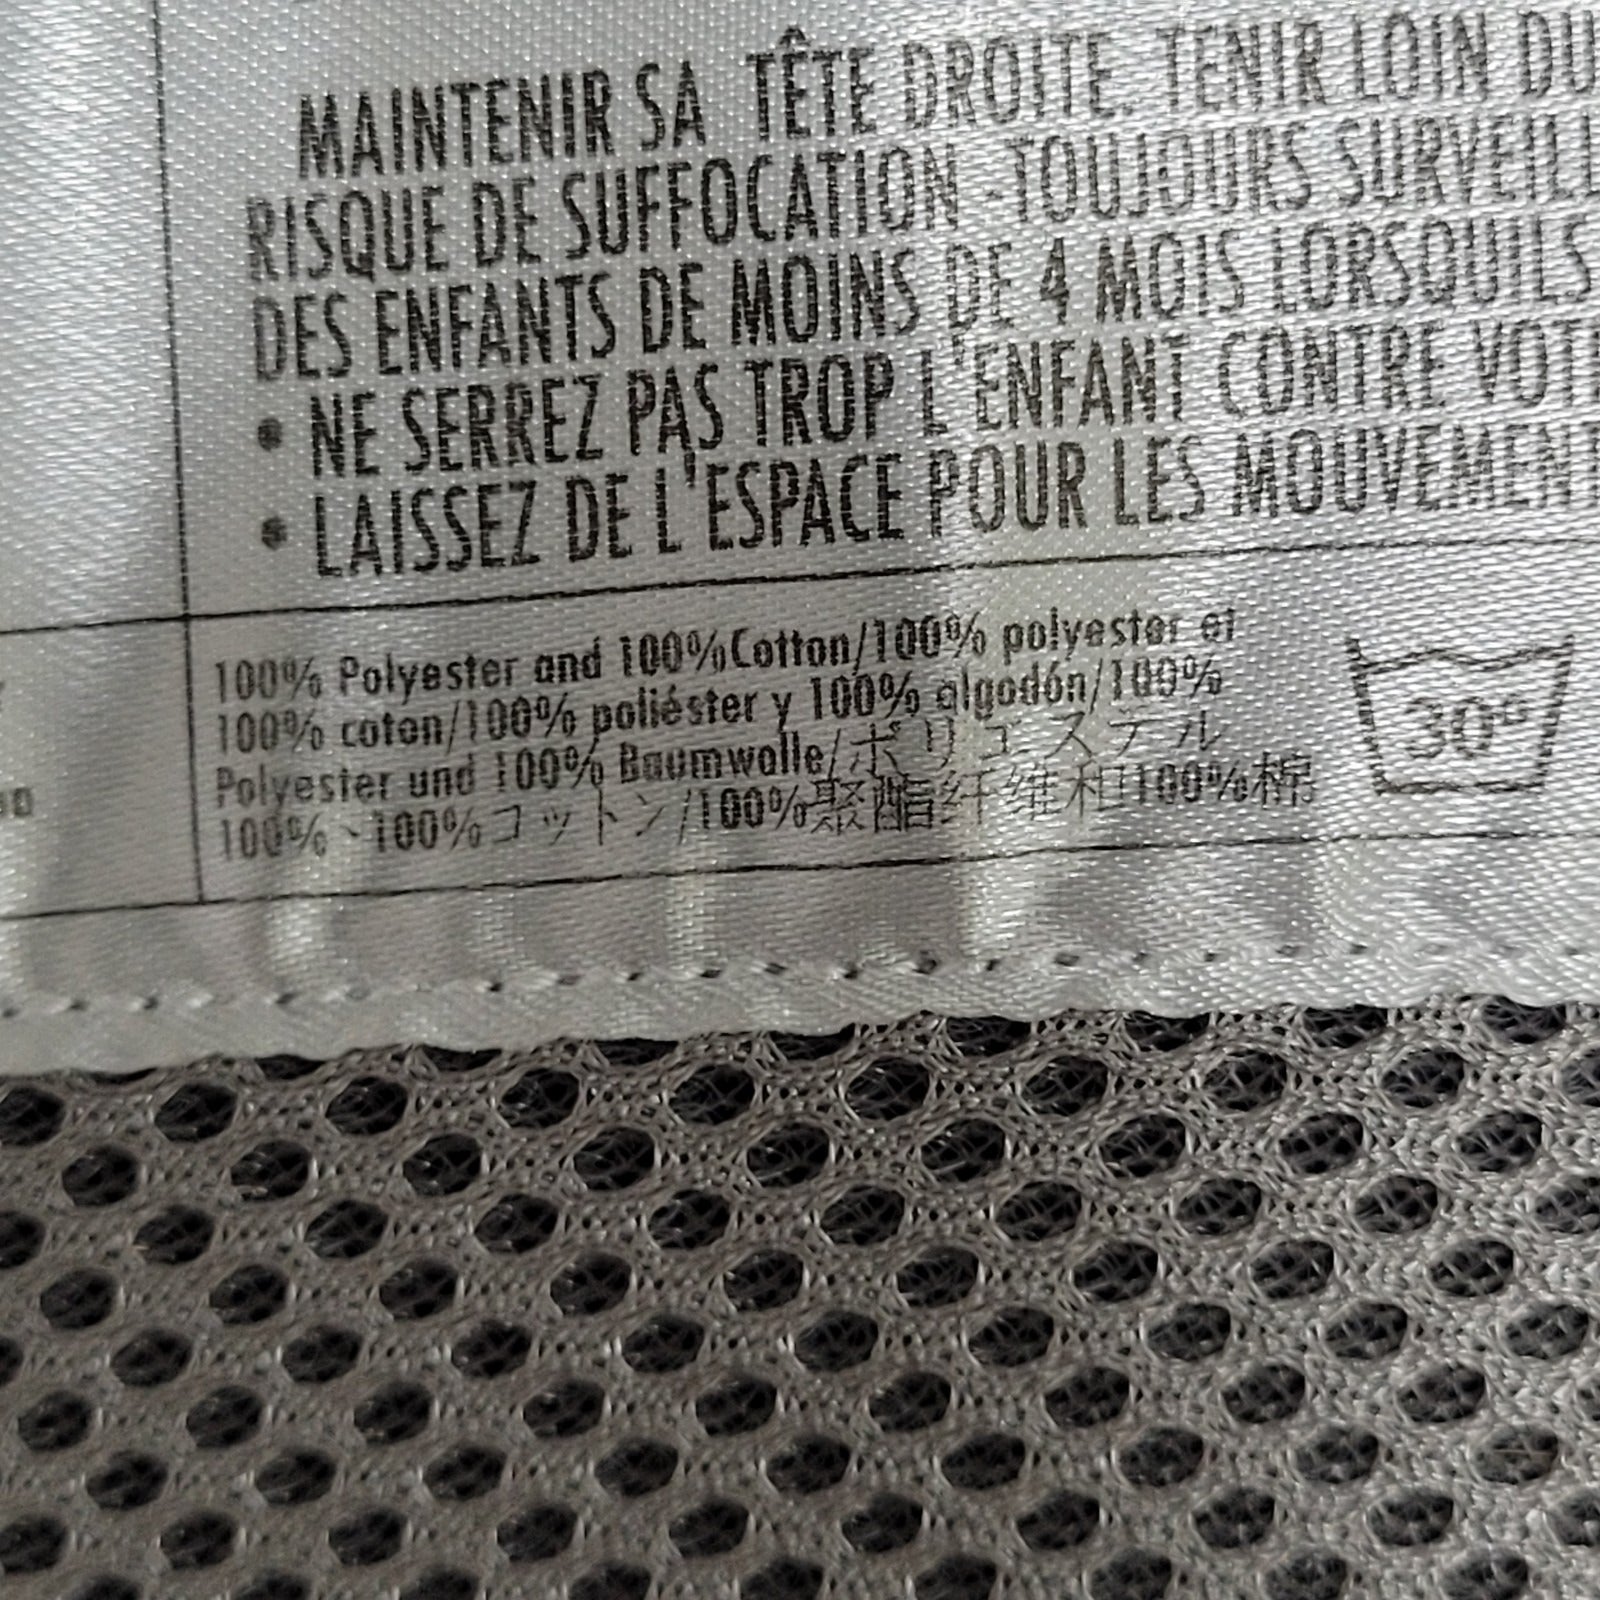 MAINTENIR SA TÊTE DROITE. TENIR LOIN DU
RISQUE DE SUFFOCATION -TOUJOURS SURVEILL
DES ENFANTS DE MOINS DE 4 MOIS LORSQUILS
• NE SERREZ PAS TROP L'ENFANT CONTRE VOT
• LAISSEZ DE L'ESPACE POUR LES MOUVEMENT
100% Polyester and 100%Cotton/100% polyester et
100% coton/100% poliéster y 100% algodón/100%
Polyester und 100% Baumwolle/ポリエステル
100%、100%コットン/100%聚酯纤维和100%棉
30°